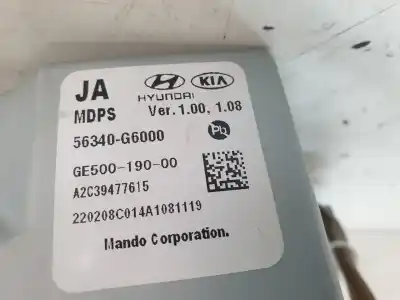 JA
HYUNDAI
KIA
MDPS
Ver.1.00, 1.08
56340-G6000
Pb
GE500-190-00
A2C39477615
220208C014A1081119
Mando Corporation.